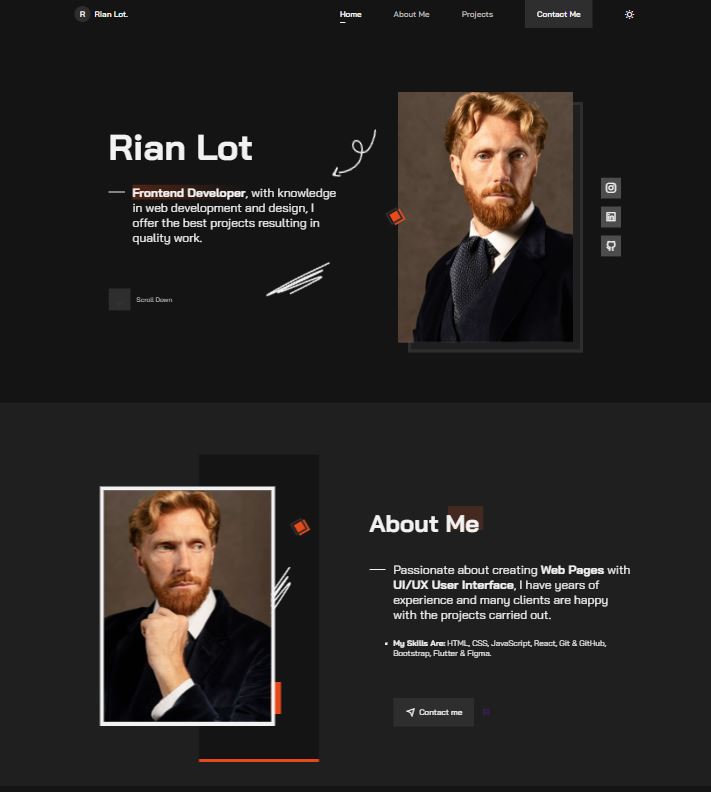 R Rian Lot.
Home
About Me
Projects
Contact Me
Rian Lot
Frontend Developer, with knowledge
in web development and design, I
offer the best projects resulting in
quality work.
Scroll Down
About Me
Passionate about creating Web Pages with
UI/UX User Interface, I have years of
experience and many clients are happy
with the projects carried out.
My Skills Are: HTML, CSS, JavaScript, React, Git & GitHub,
Bootstrap, Flutter & Figma.
Contact me